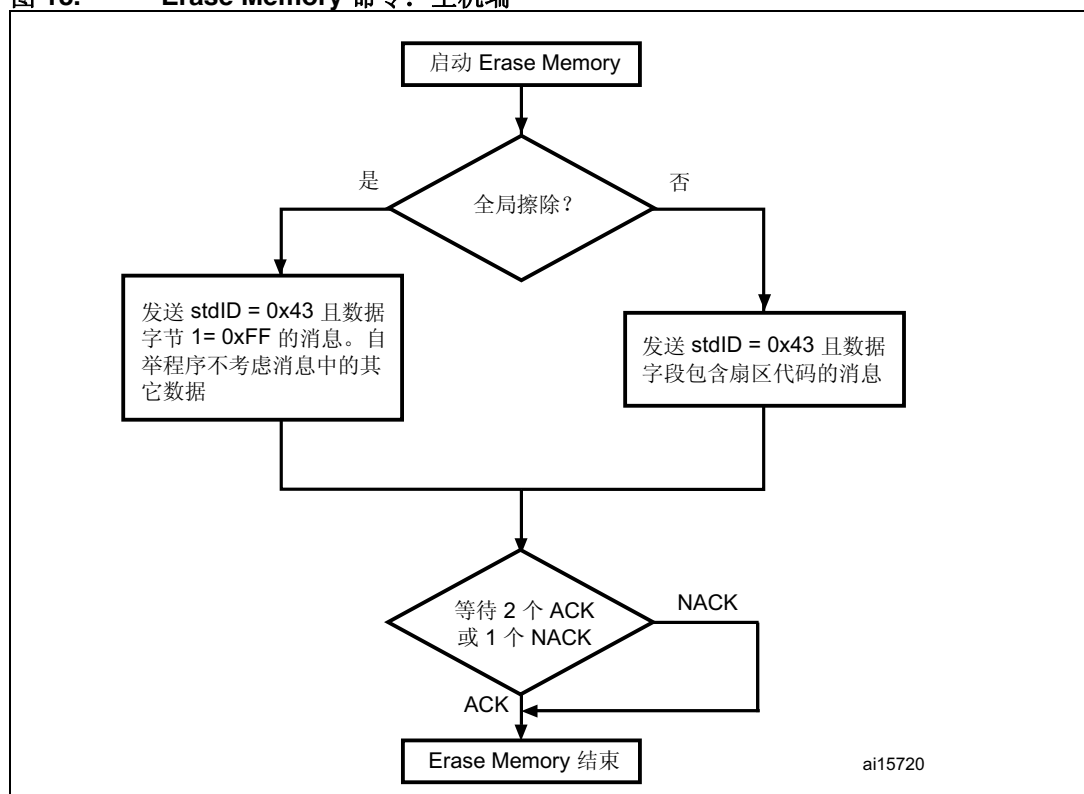 Erase Memory
启动 Erase Memory
是
否
全局擦除？
发送 stdID = 0x43 且数据
字节 1= 0xFF 的消息。自
举程序不考虑消息中的其
它数据
发送 stdID = 0x43 且数据
字段包含扇区代码的消息
等待 2 个 ACK
或 1 个 NACK
NACK
ACK
Erase Memory 结束
ai15720